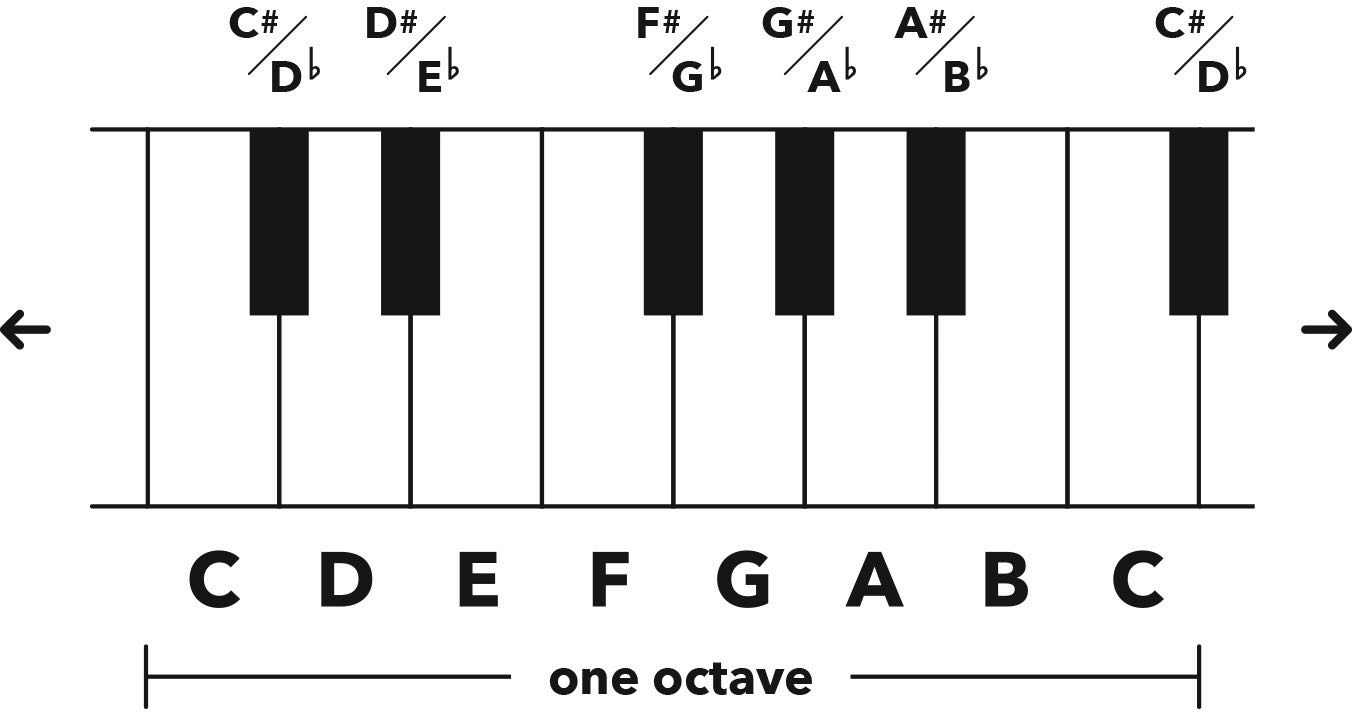 C#/D♭ D#/E♭ F#/G♭ G#/A♭ A#/B♭ C#/D♭
C D E F G A B C
one octave